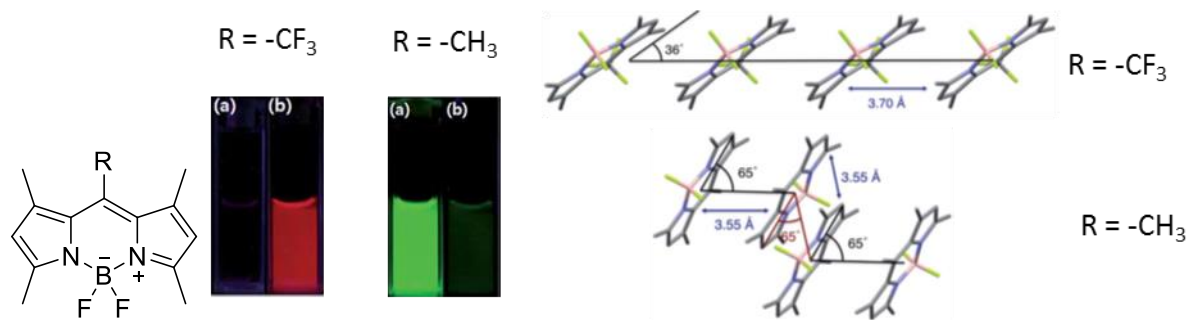 R = -CF₃
R = -CH₃
(a)
(b)
(a)
(b)
R
N
N
B
−
+
F
F
36°
3.70 Å
R = -CF₃
65°
3.55 Å
3.55 Å
65°
65°
R = -CH₃